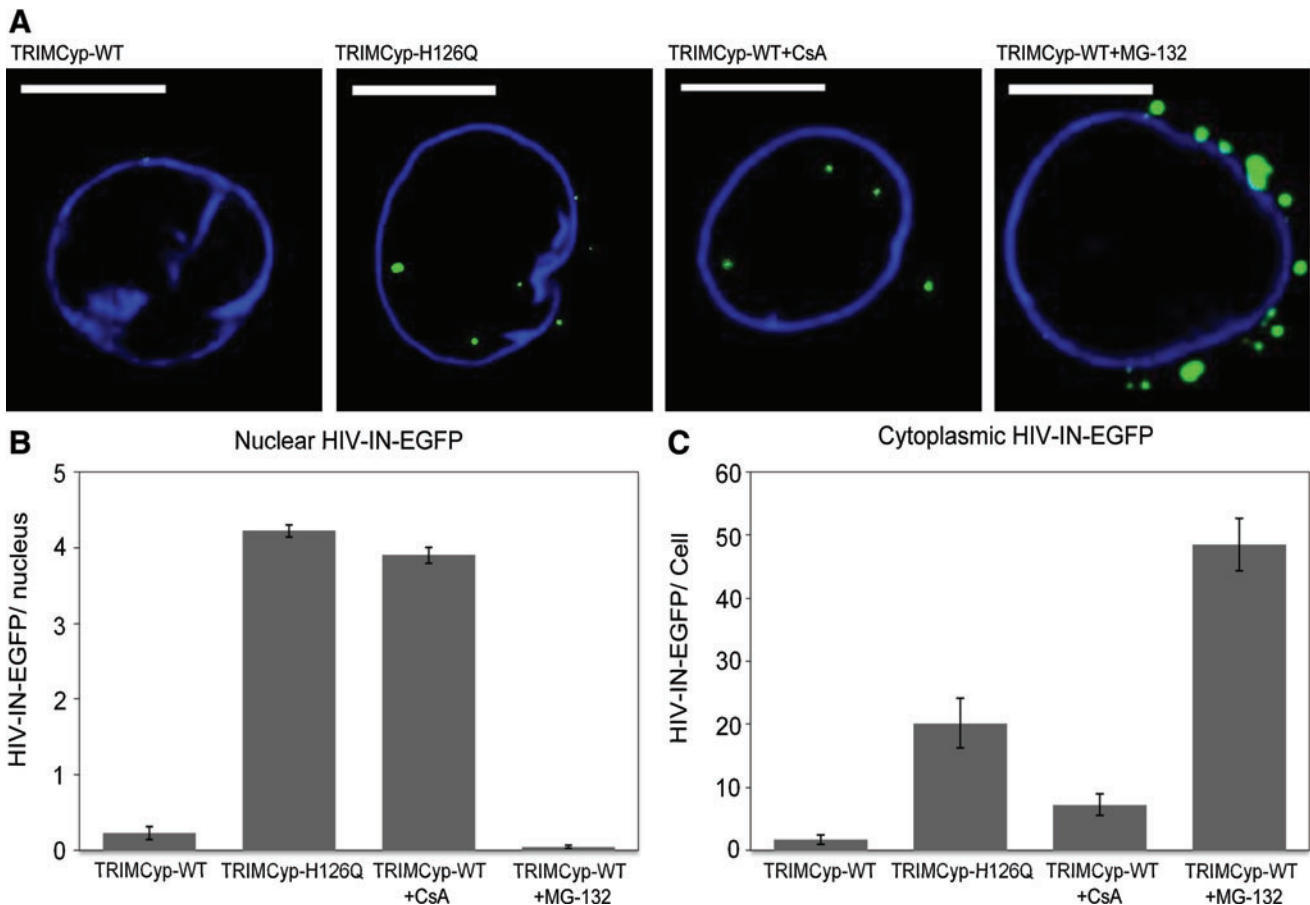 A
TRIMCyp-WT
TRIMCyp-H126Q
TRIMCyp-WT+CsA
TRIMCyp-WT+MG-132
B
Nuclear HIV-IN-EGFP
HIV-IN-EGFP/ nucleus
5
4
3
2
1
0
TRIMCyp-WT
TRIMCyp-H126Q
TRIMCyp-WT
+CsA
TRIMCyp-WT
+MG-132
C
Cytoplasmic HIV-IN-EGFP
HIV-IN-EGFP/ Cell
60
50
40
30
20
10
0
TRIMCyp-WT
TRIMCyp-H126Q
TRIMCyp-WT
+CsA
TRIMCyp-WT
+MG-132